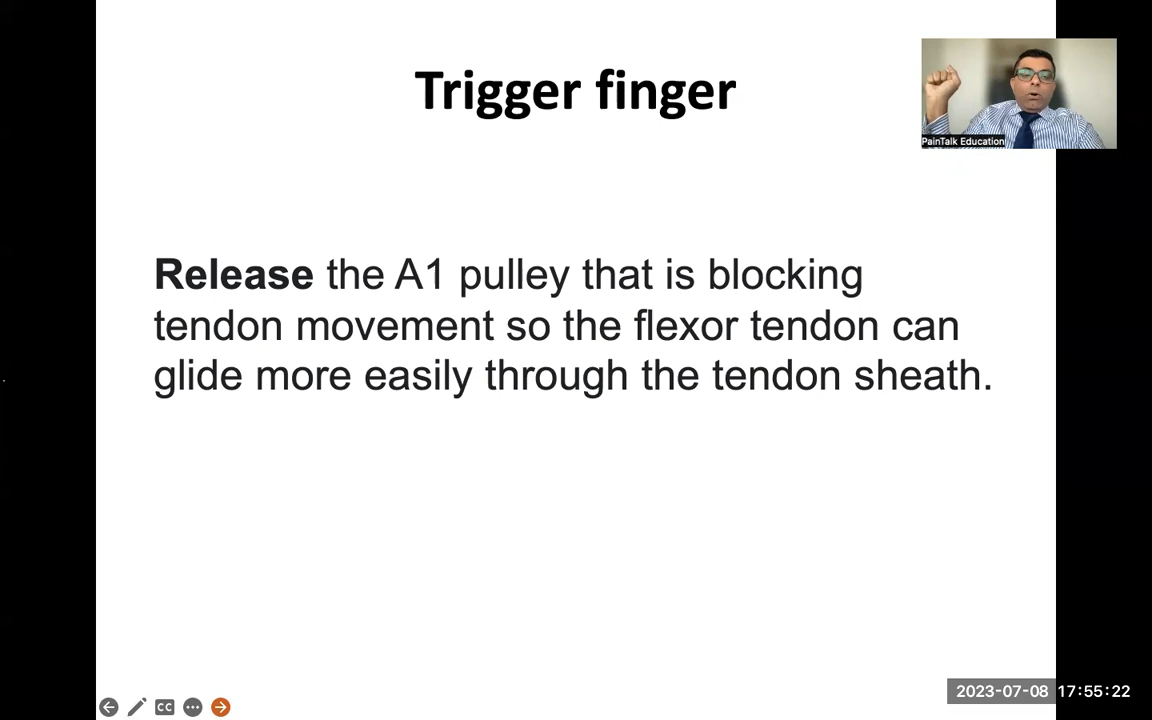 Trigger finger
PainTalk Education
Release the A1 pulley that is blocking
tendon movement so the flexor tendon can
glide more easily through the tendon sheath.
CC
2023-07-08 17:55:22